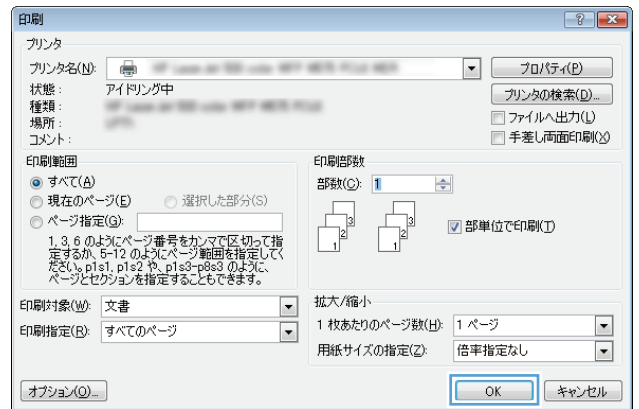 印刷
プリンタ
プリンタ名(N):
プロパティ(P)
状態： アイドリング中
プリンタの検索(D)...
種類：
場所：
ファイルへ出力(L)
コメント：
手差し両面印刷(X)
印刷範囲
すべて(A)
現在のページ(E) 選択した部分(S)
ページ指定(G):
1, 3, 6 のようにページ番号をカンマで区切って指
定するか、5-12 のようにページ範囲を指定してく
ださい。p1s1, p1s2 や、p1s3-p8s3 のように、
ページとセクションを指定することもできます。
印刷部数
部数(C): 1
3 2 1 3 2 1
部単位で印刷(T)
印刷対象(W): 文書
印刷指定(R): すべてのページ
拡大/縮小
1 枚あたりのページ数(H): 1 ページ
用紙サイズの指定(Z): 倍率指定なし
オプション(O)...
OK キャンセル